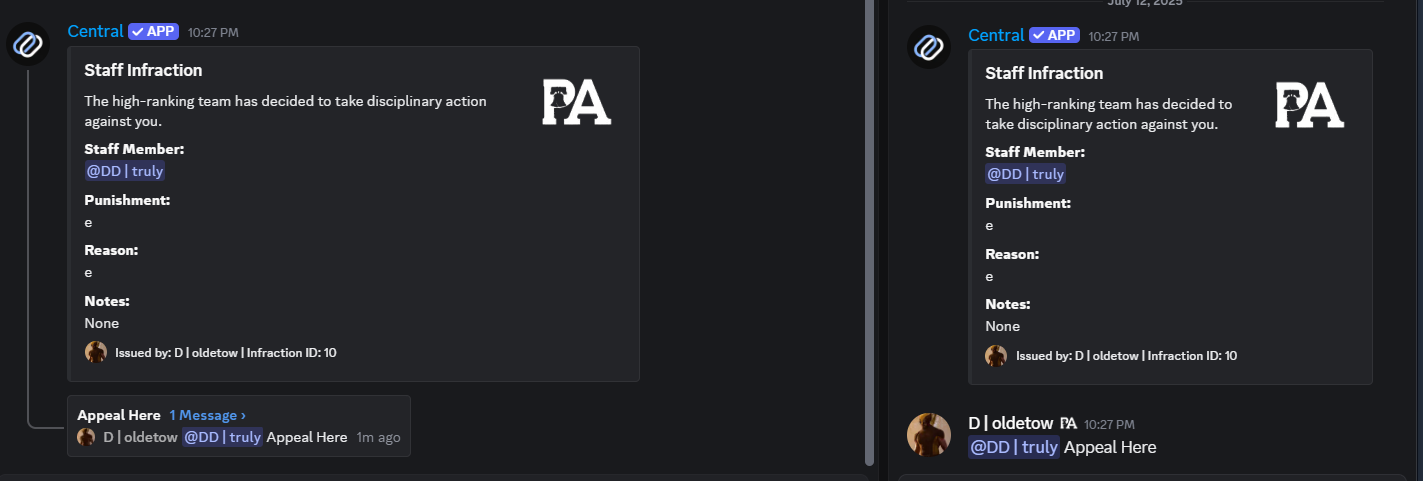 Central ✓ APP 10:27 PM
Staff Infraction
The high-ranking team has decided to take disciplinary action
against you.
PA
Staff Member:
@DD | truly
Punishment:
e
Reason:
e
Notes:
None
Issued by: D | oldetow | Infraction ID: 10
Appeal Here 1 Message ›
D | oldetow @DD | truly Appeal Here 1m ago
July 12, 2025
Central ✓ APP 10:27 PM
Staff Infraction
The high-ranking team has decided to
take disciplinary action against you.
PA
Staff Member:
@DD | truly
Punishment:
e
Reason:
e
Notes:
None
Issued by: D | oldetow | Infraction ID: 10
D | oldetow PA 10:27 PM
@DD | truly Appeal Here